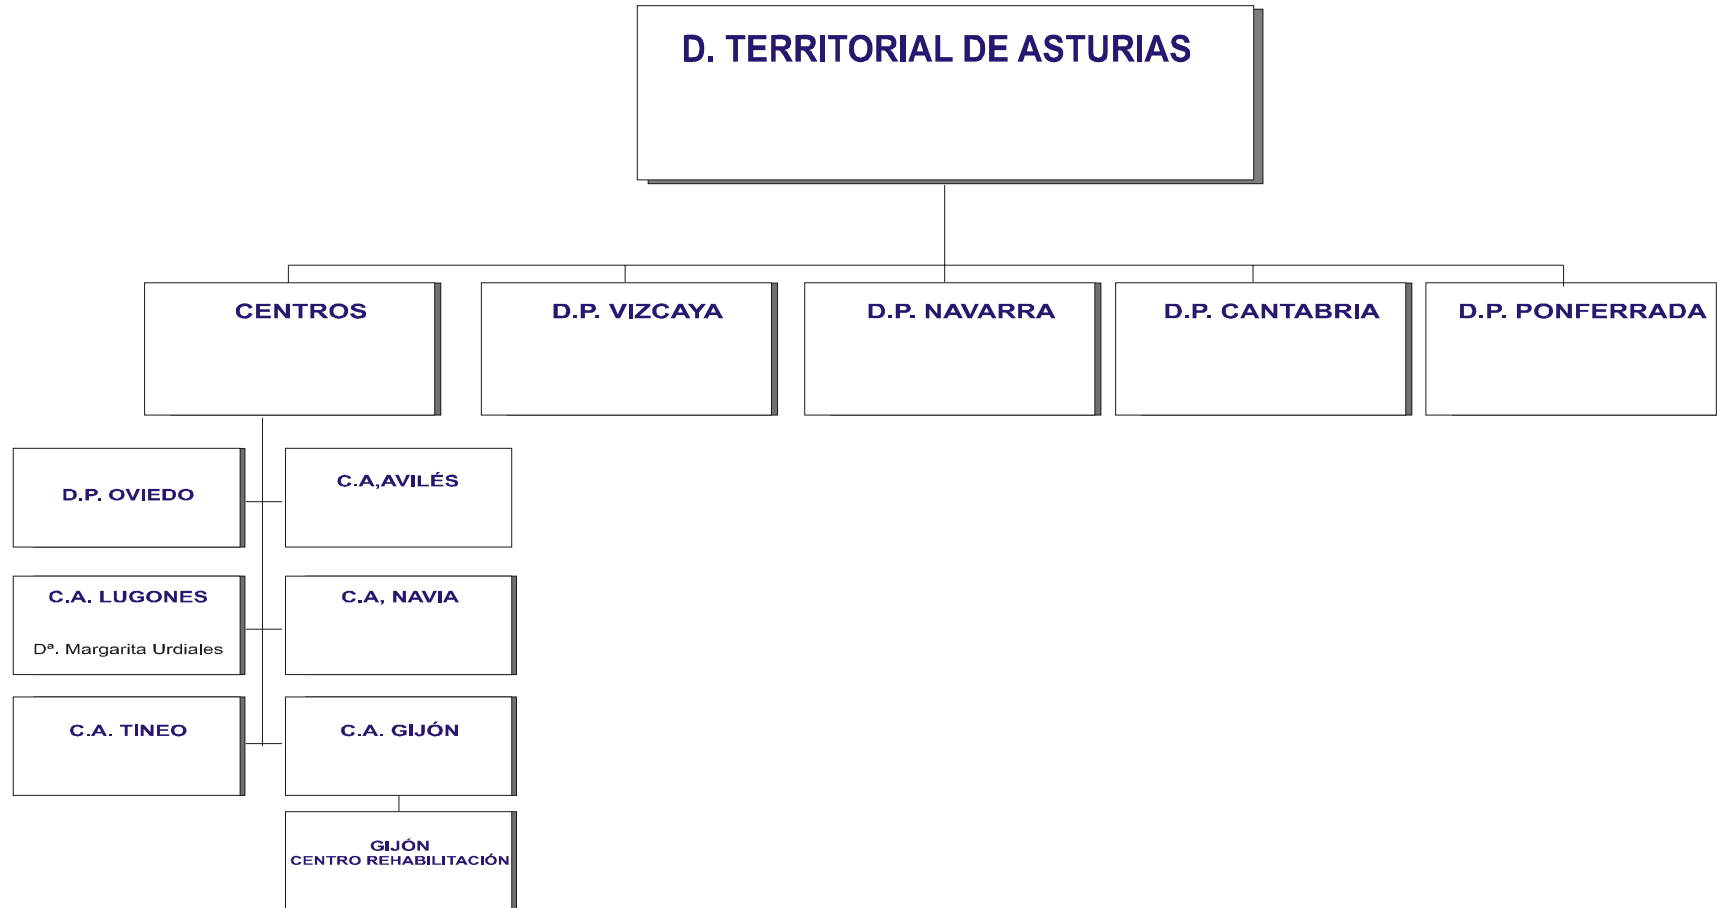 D. TERRITORIAL DE ASTURIAS
CENTROS
D.P. VIZCAYA
D.P. NAVARRA
D.P. CANTABRIA
D.P. PONFERRADA
D.P. OVIEDO
C.A,AVILÉS
C.A. LUGONES
Dª. Margarita Urdiales
C.A, NAVIA
C.A. TINEO
C.A. GIJÓN
GIJÓN
CENTRO REHABILITACIÓN